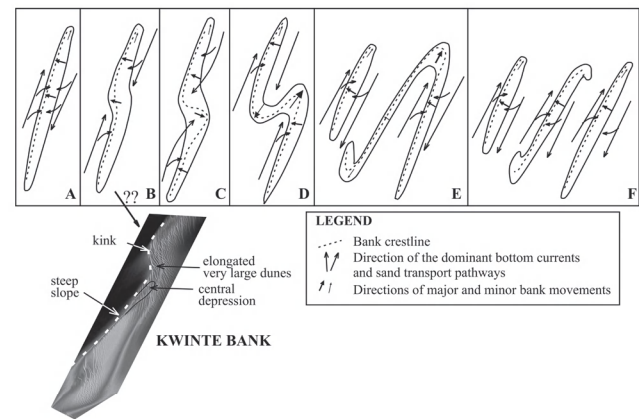 A
B
C
D
E
F
??
kink
elongated
very large dunes
central
depression
steep
slope
KWINTE BANK
LEGEND
Bank crestline
Direction of the dominant bottom currents
and sand transport pathways
Directions of major and minor bank movements